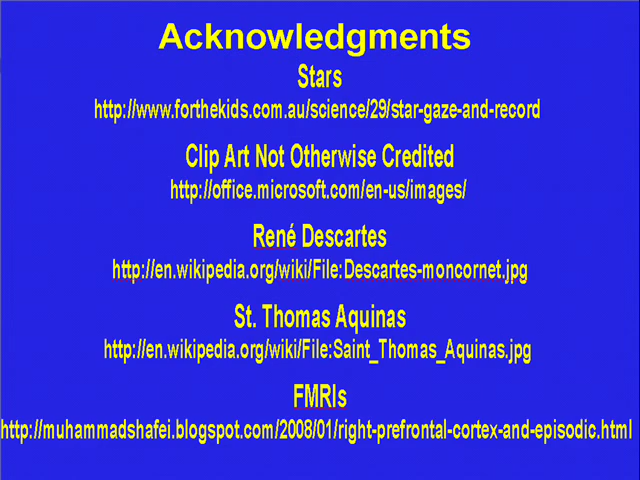 Acknowledgments
Stars
http://www.forthekids.com.au/science/29/star-gaze-and-record
Clip Art Not Otherwise Credited
http://office.microsoft.com/en-us/images/
René Descartes
http://en.wikipedia.org/wiki/File:Descartes-moncornet.jpg
St. Thomas Aquinas
http://en.wikipedia.org/wiki/File:Saint_Thomas_Aquinas.jpg
FMRIs
http://muhammadshafei.blogspot.com/2008/01/right-prefrontal-cortex-and-episodic.html